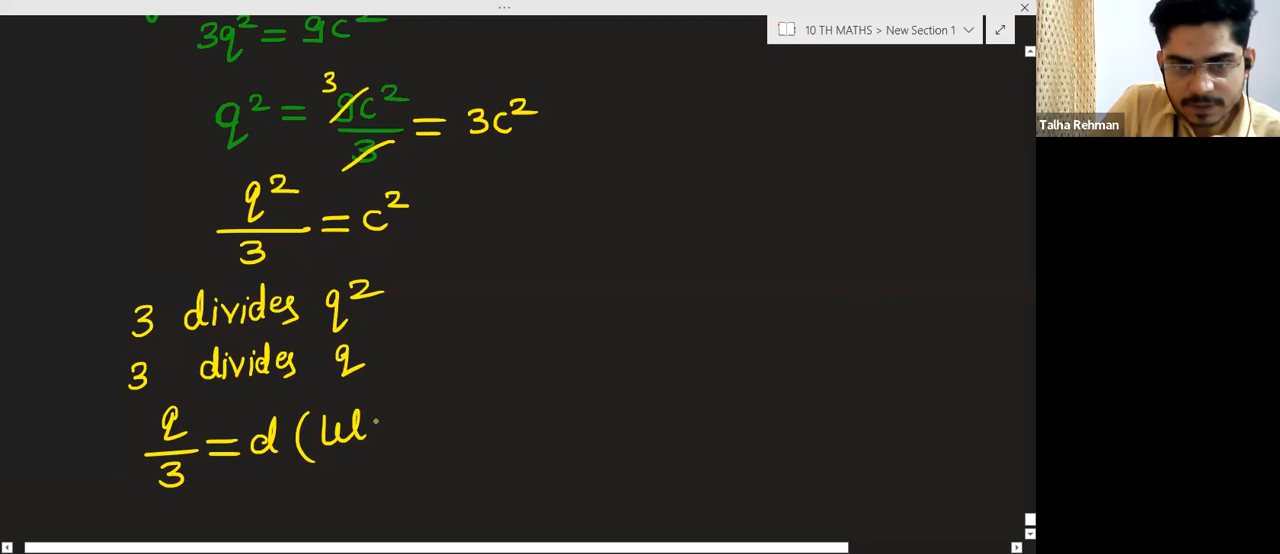 10 TH MATHS > New Section 1
Talha Rehman
3q² = 9c²
q² = 9c²/3 = 3c²
3
q²/3 = c²
3 divides q²
3 divides q
q/3 = d (